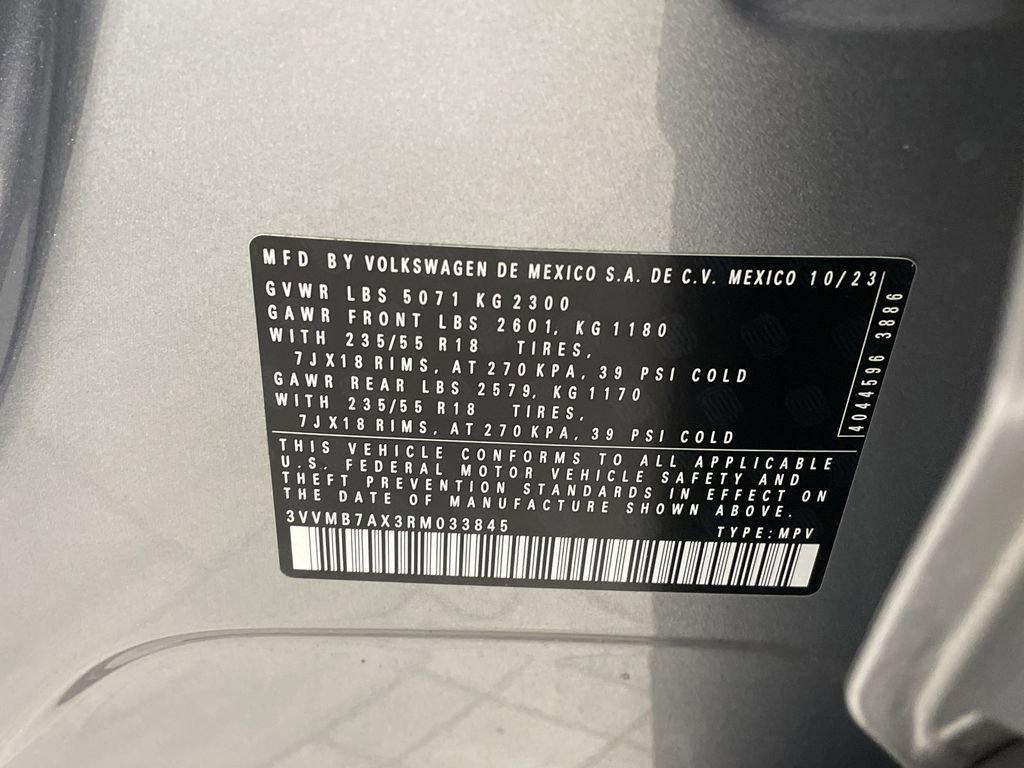 MFD BY VOLKSWAGEN DE MEXICO S.A. DE C.V. MEXICO 10/23
GVWR LBS 5071 KG 2300
GAWR FRONT LBS 2601, KG 1180
WITH 235/55 R18 TIRES,
7JX18 RIMS, AT 270 KPA, 39 PSI COLD
GAWR REAR LBS 2579, KG 1170
WITH 235/55 R18 TIRES,
7JX18 RIMS, AT 270 KPA, 39 PSI COLD
4044596 3886
THIS VEHICLE CONFORMS TO ALL APPLICABLE
U.S. FEDERAL MOTOR VEHICLE SAFETY AND
THEFT PREVENTION STANDARDS IN EFFECT ON
THE DATE OF MANUFACTURE SHOWN ABOVE.
3VVMB7AX3RM033845 TYPE: MPV